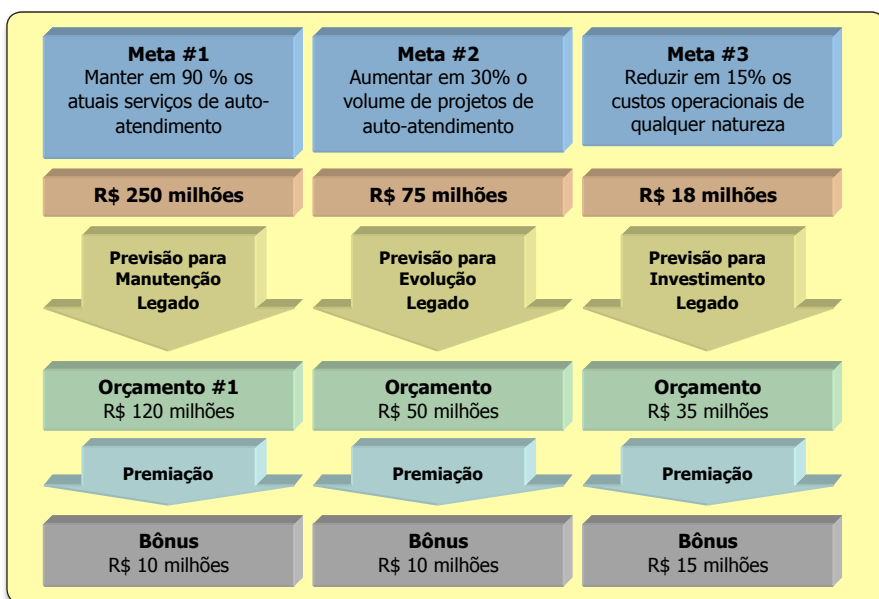 Meta #1
Manter em 90 % os
atuais serviços de auto-
atendimento
Meta #2
Aumentar em 30% o
volume de projetos de
auto-atendimento
Meta #3
Reduzir em 15% os
custos operacionais de
qualquer natureza
R$ 250 milhões
R$ 75 milhões
R$ 18 milhões
Previsão para
Manutenção
Legado
Previsão para
Evolução
Legado
Previsão para
Investimento
Legado
Orçamento #1
R$ 120 milhões
Orçamento
R$ 50 milhões
Orçamento
R$ 35 milhões
Premiação
Premiação
Premiação
Bônus
R$ 10 milhões
Bônus
R$ 10 milhões
Bônus
R$ 15 milhões